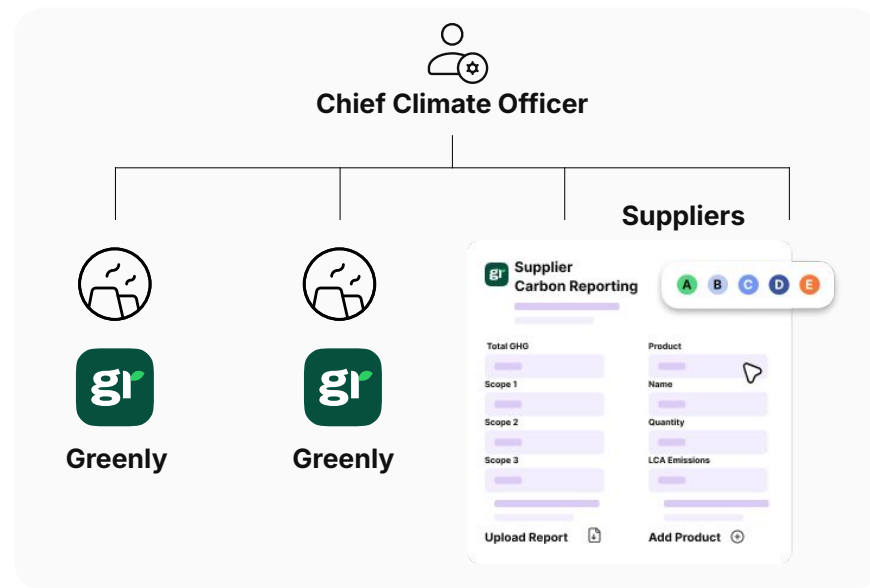 Chief Climate Officer
Suppliers
gr
Supplier
Carbon Reporting
A B C D E
Total GHG
Product
Scope 1
Name
Scope 2
Quantity
Scope 3
LCA Emissions
Upload Report
Add Product
gr
Greenly
gr
Greenly